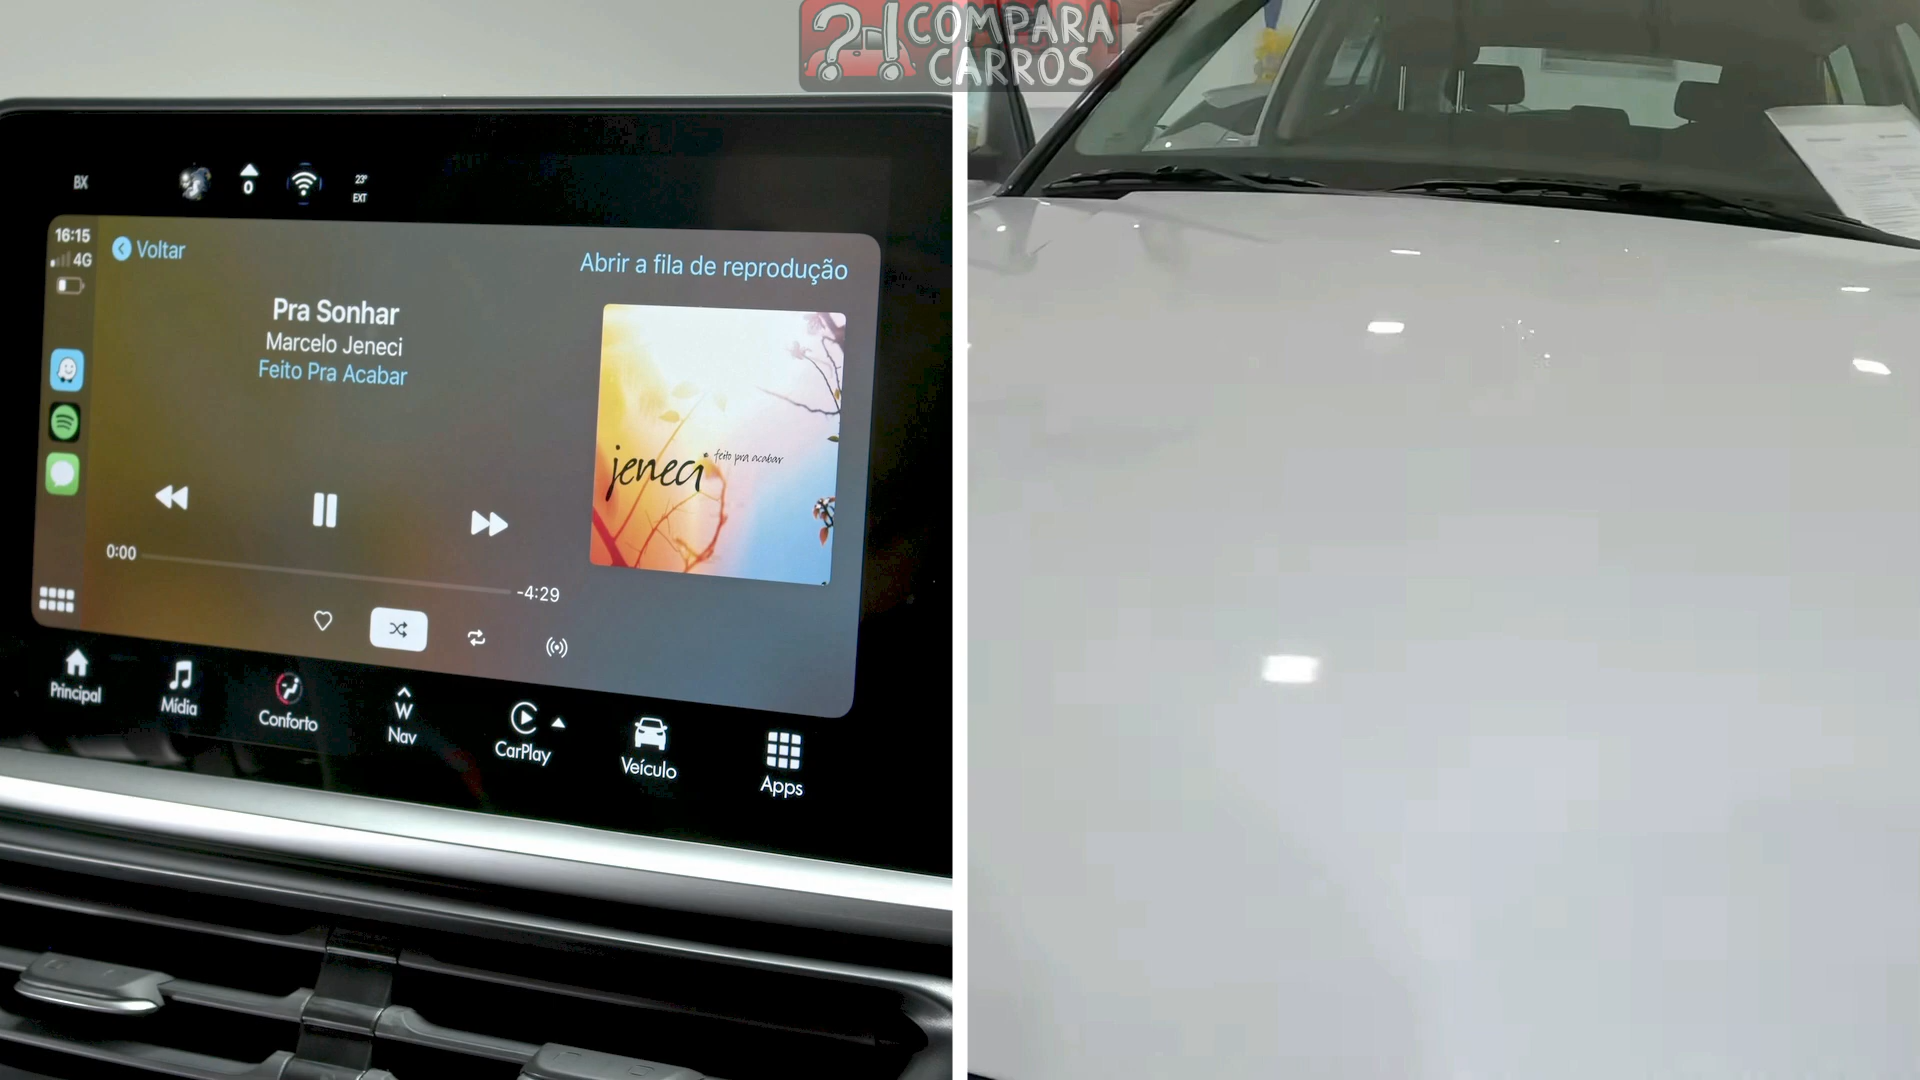 ?! COMPARA
CARROS
BX
0
23°
EXT
16:15
4G
Voltar
Abrir a fila de reprodução
Pra Sonhar
Marcelo Jeneci
Feito Pra Acabar
jeneci feito pra acabar
0:00
-4:29
Principal
Mídia
Conforto
W
Nav
CarPlay
Veículo
Apps